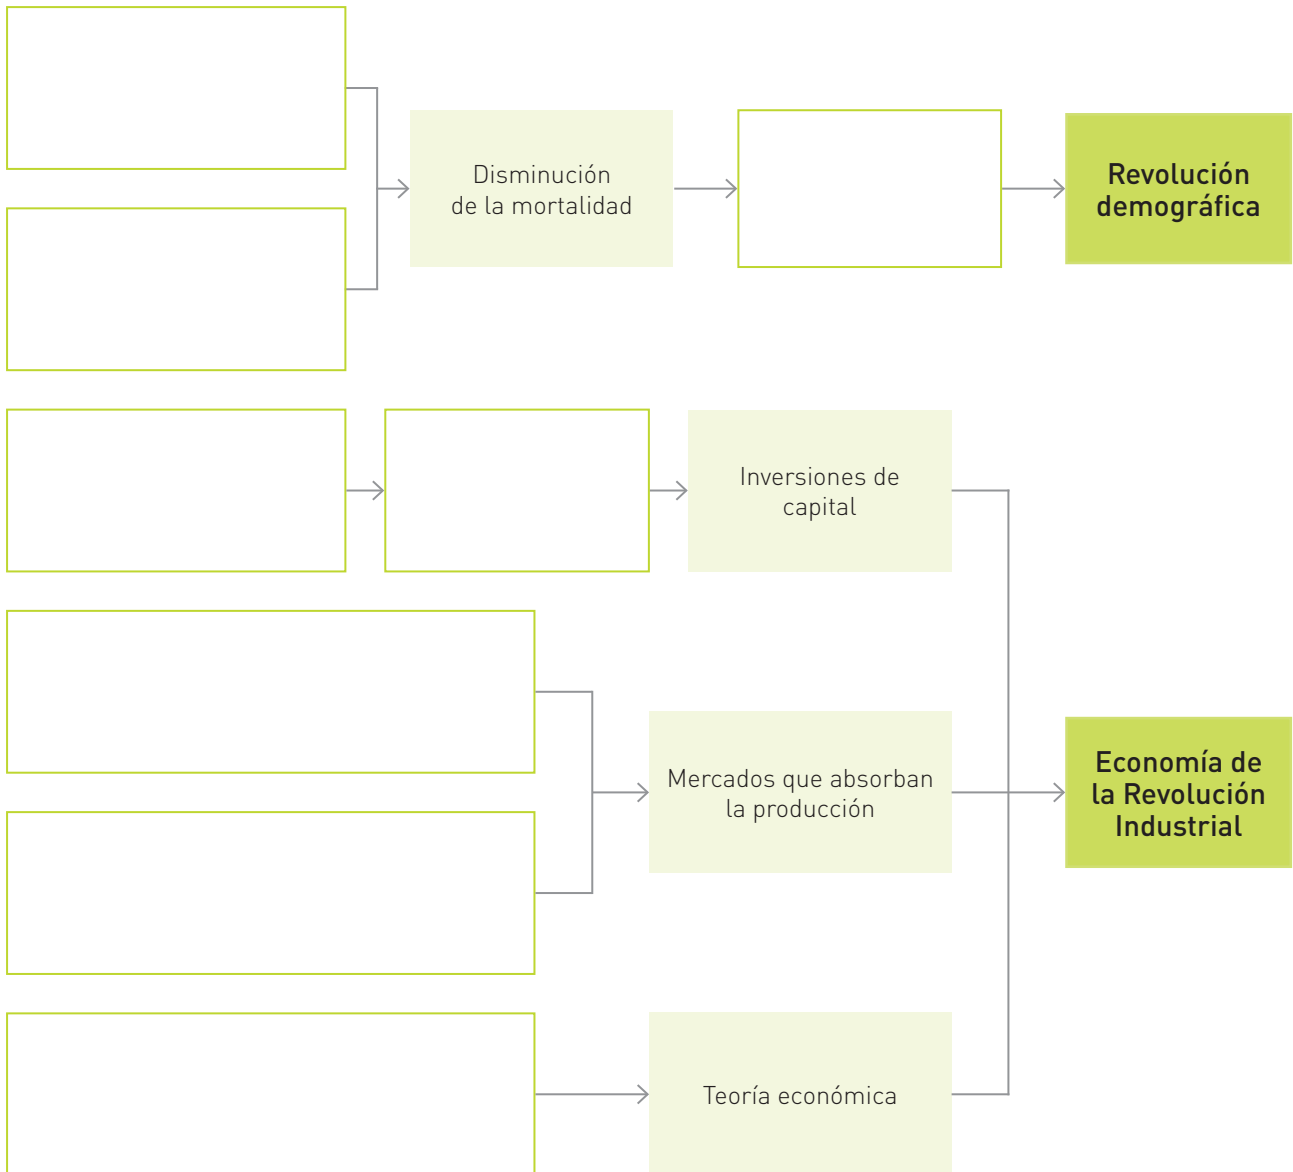 Disminución
de la mortalidad
Revolución
demográfica
Inversiones de
capital
Mercados que absorban
la producción
Economía de
la Revolución
Industrial
Teoría económica